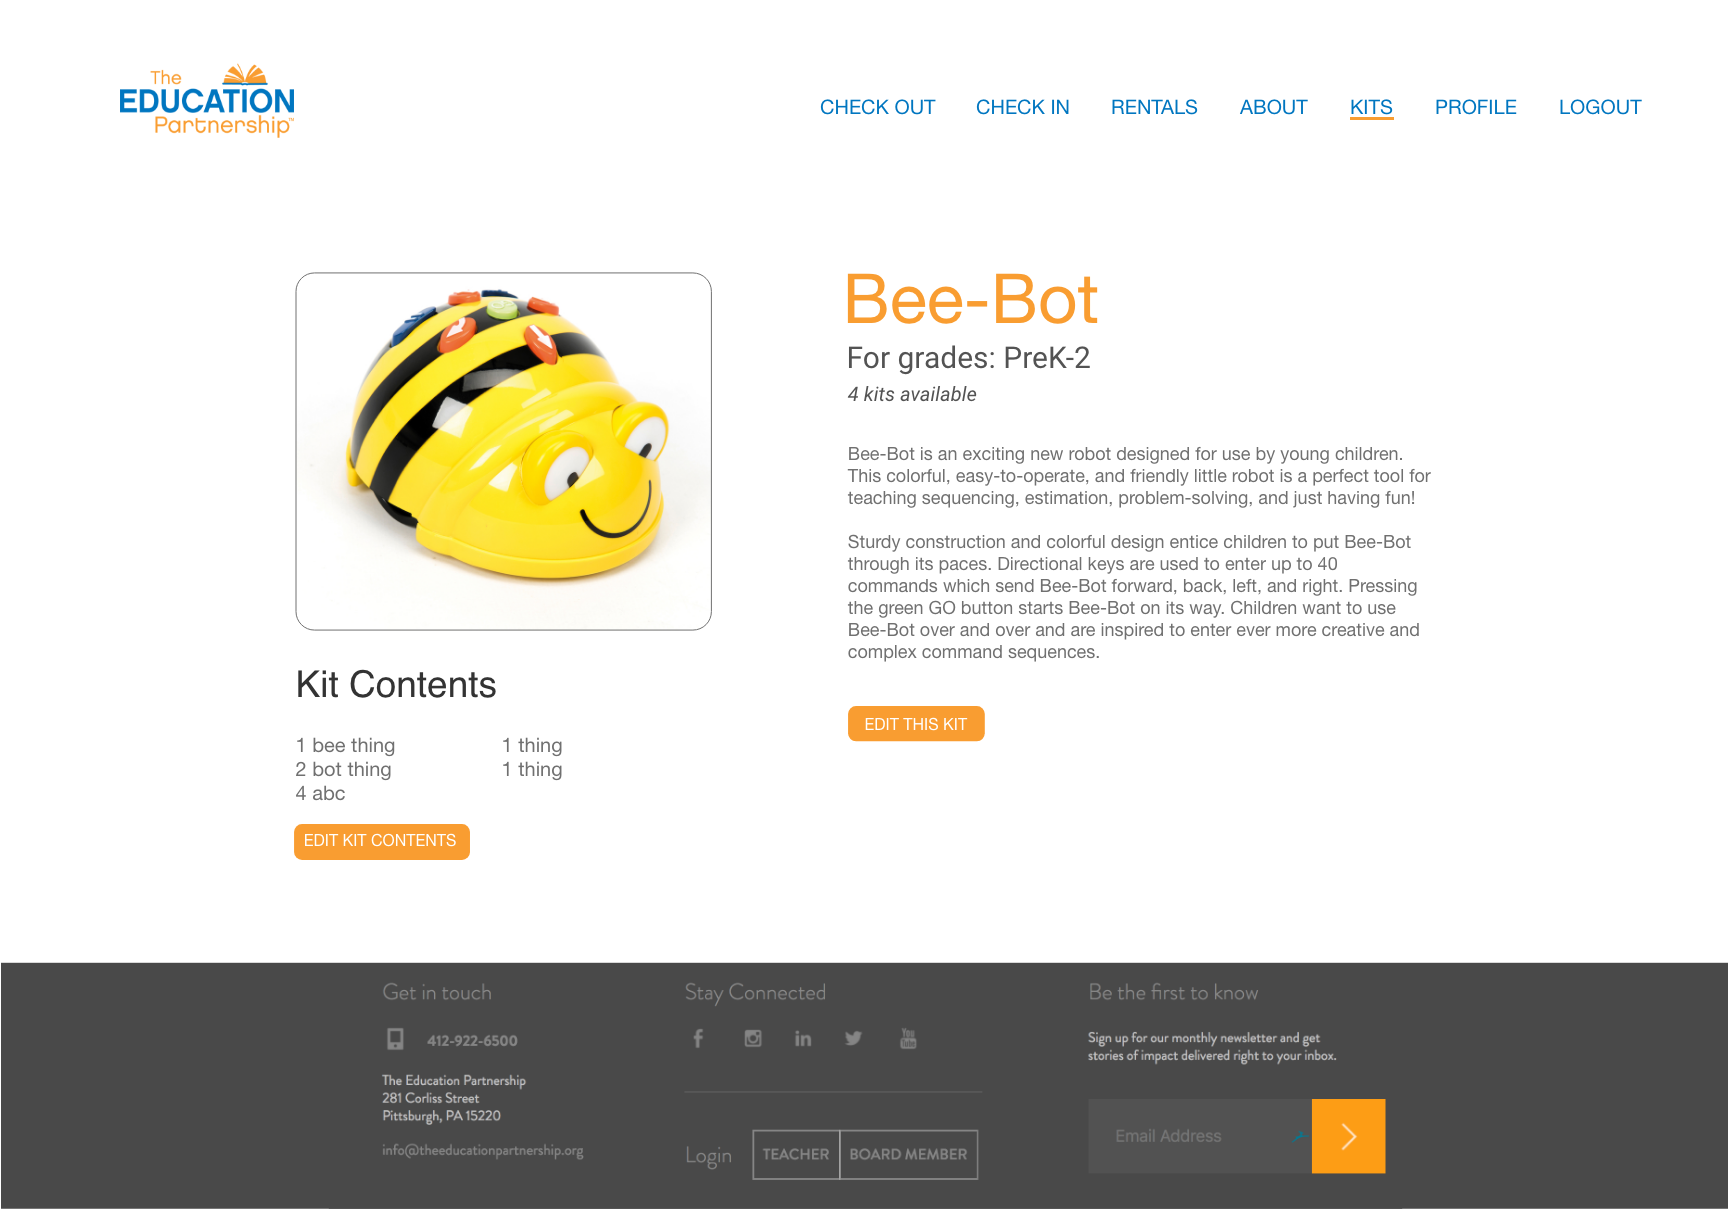 The
EDUCATION
Partnership™
CHECK OUT CHECK IN RENTALS ABOUT KITS PROFILE LOGOUT
Bee-Bot
For grades: PreK-2
4 kits available
Bee-Bot is an exciting new robot designed for use by young children.
This colorful, easy-to-operate, and friendly little robot is a perfect tool for
teaching sequencing, estimation, problem-solving, and just having fun!
Sturdy construction and colorful design entice children to put Bee-Bot
through its paces. Directional keys are used to enter up to 40
commands which send Bee-Bot forward, back, left, and right. Pressing
the green GO button starts Bee-Bot on its way. Children want to use
Bee-Bot over and over and are inspired to enter ever more creative and
complex command sequences.
EDIT THIS KIT
Kit Contents
1 bee thing 1 thing
2 bot thing 1 thing
4 abc
EDIT KIT CONTENTS
Get in touch
412-922-6500
The Education Partnership
281 Corliss Street
Pittsburgh, PA 15220
info@theeducationpartnership.org
Stay Connected
f in You Tube
Login TEACHER BOARD MEMBER
Be the first to know
Sign up for our monthly newsletter and get
stories of impact delivered right to your inbox.
Email Address